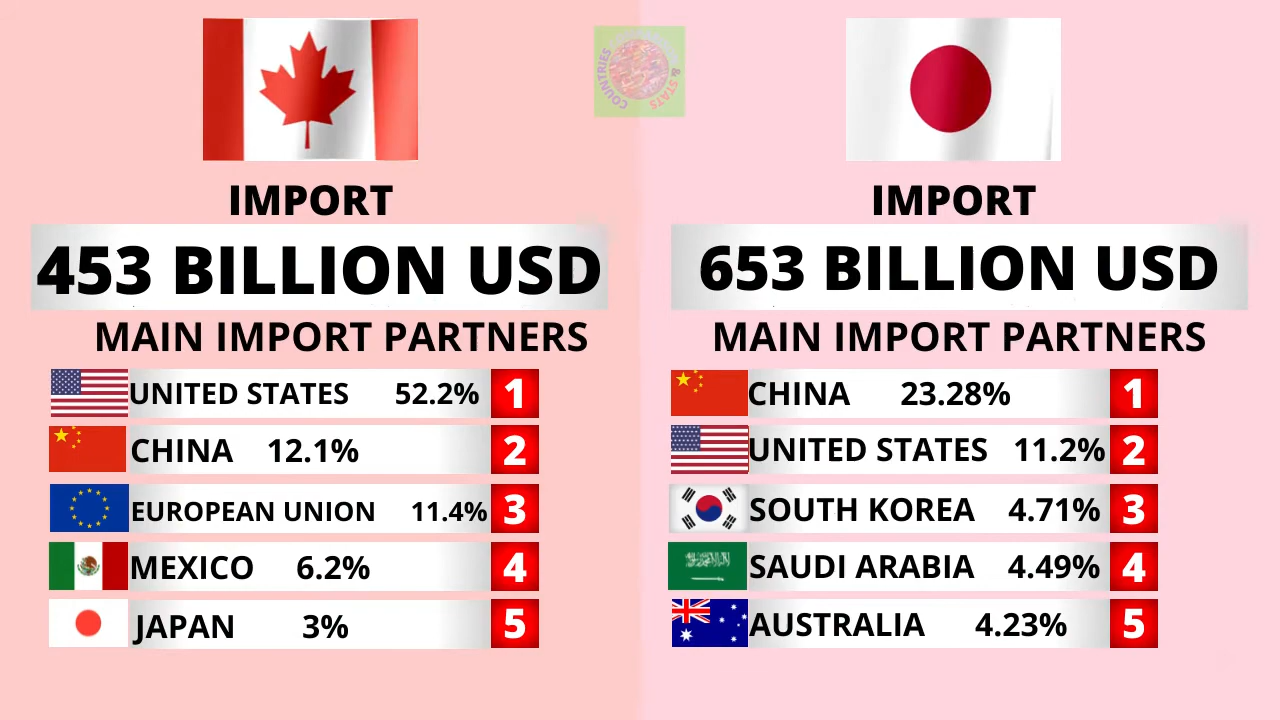 COUNTRIES & STATS
IMPORT
453 BILLION USD
MAIN IMPORT PARTNERS
UNITED STATES 52.2% 1
CHINA 12.1% 2
EUROPEAN UNION 11.4% 3
MEXICO 6.2% 4
JAPAN 3% 5
IMPORT
653 BILLION USD
MAIN IMPORT PARTNERS
CHINA 23.28% 1
UNITED STATES 11.2% 2
SOUTH KOREA 4.71% 3
SAUDI ARABIA 4.49% 4
AUSTRALIA 4.23% 5